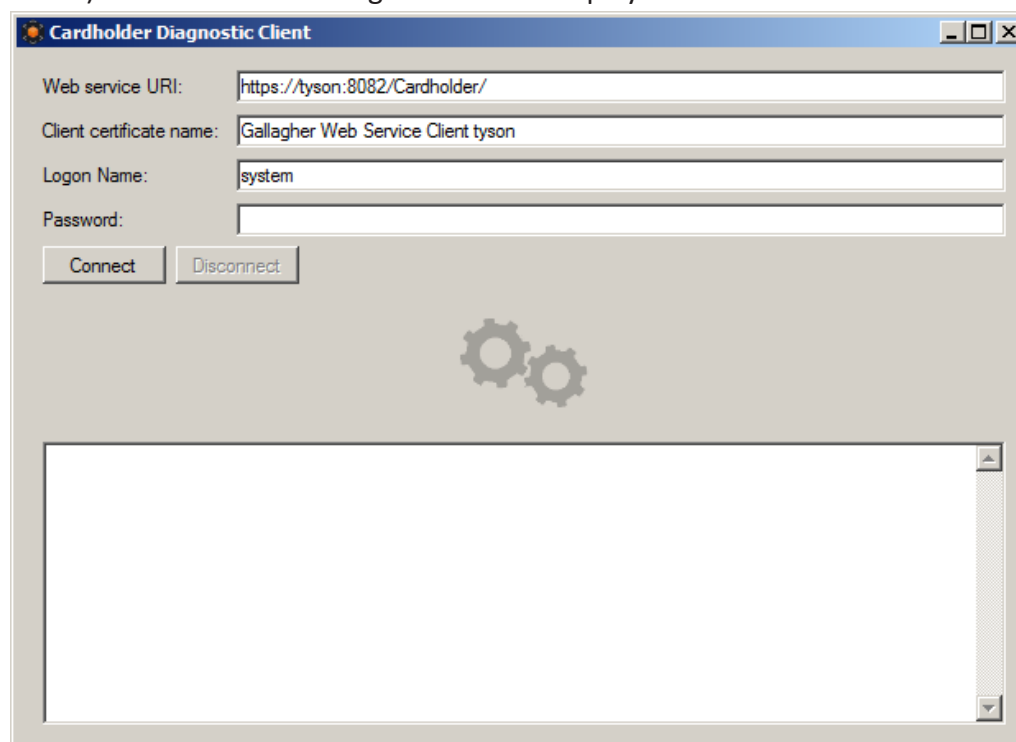 Cardholder Diagnostic Client
Web service URI: https://tyson:8082/Cardholder/
Client certificate name: Gallagher Web Service Client tyson
Logon Name: system
Password:
Connect Disconnect